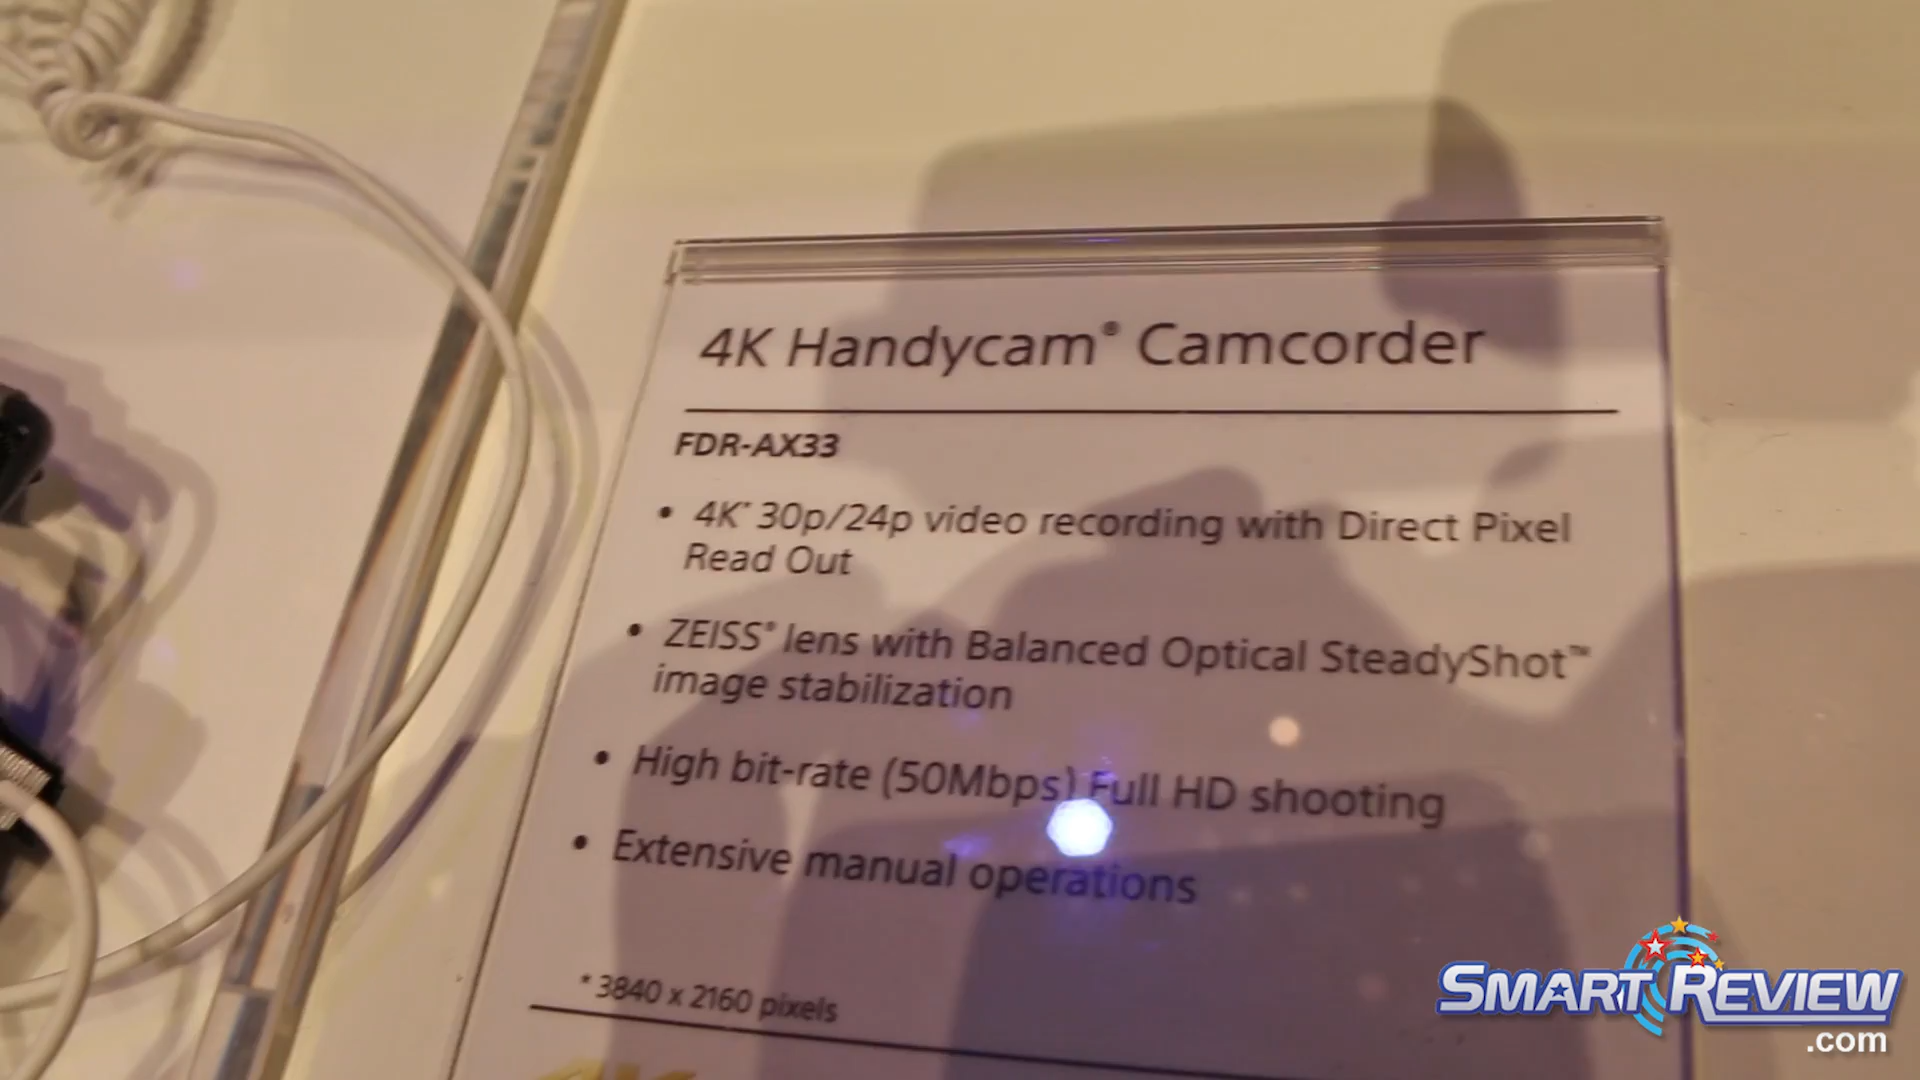 4K Handycam® Camcorder
FDR-AX33
• 4K* 30p/24p video recording with Direct Pixel
Read Out
• ZEISS® lens with Balanced Optical SteadyShot™
image stabilization
• High bit-rate (50Mbps) Full HD shooting
• Extensive manual operations
* 3840 x 2160 pixels
4K
SMART REVIEW
.com